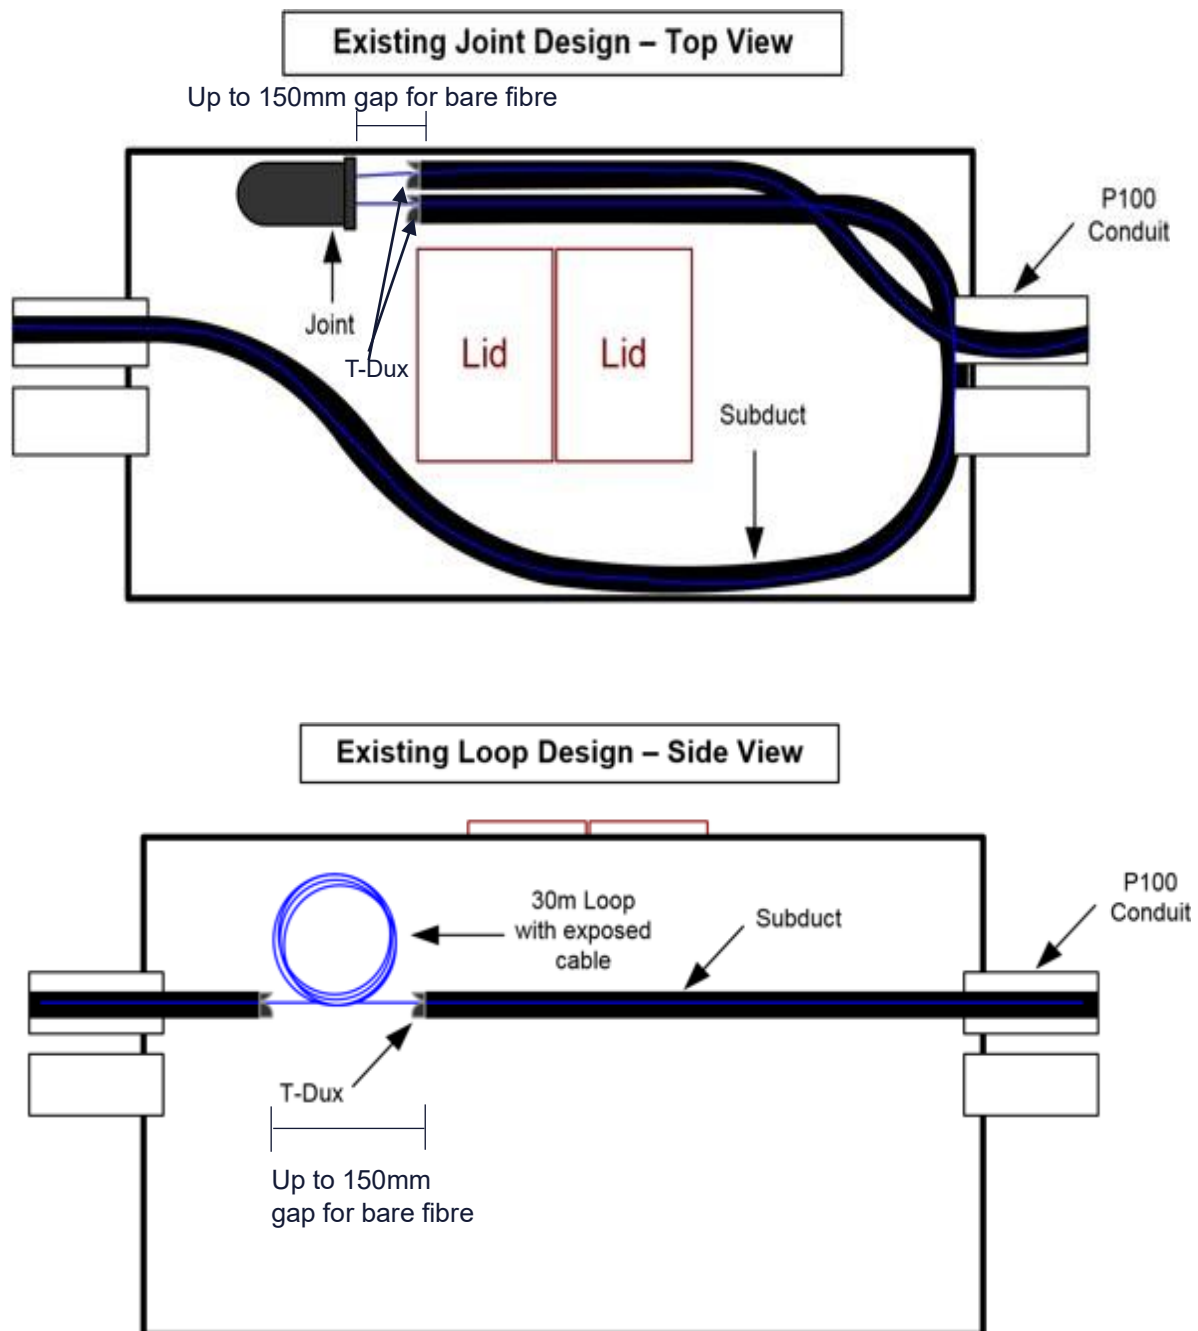 Existing Joint Design – Top View
Up to 150mm gap for bare fibre
P100
Conduit
Joint
T-Dux
Lid
Lid
Subduct
Existing Loop Design – Side View
30m Loop
with exposed
cable
Subduct
P100
Conduit
T-Dux
Up to 150mm
gap for bare fibre